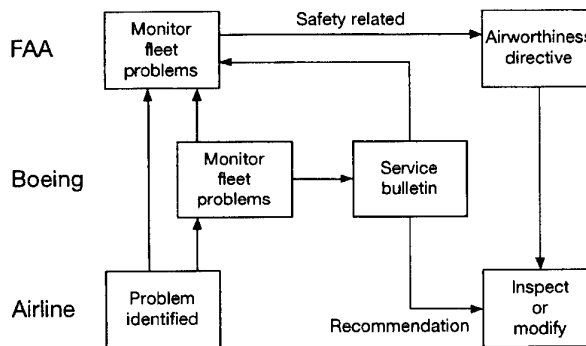 FAA
Monitor
fleet
problems
Safety related
Airworthiness
directive
Boeing
Monitor
fleet
problems
Service
bulletin
Airline
Problem
identified
Recommendation
Inspect
or
modify